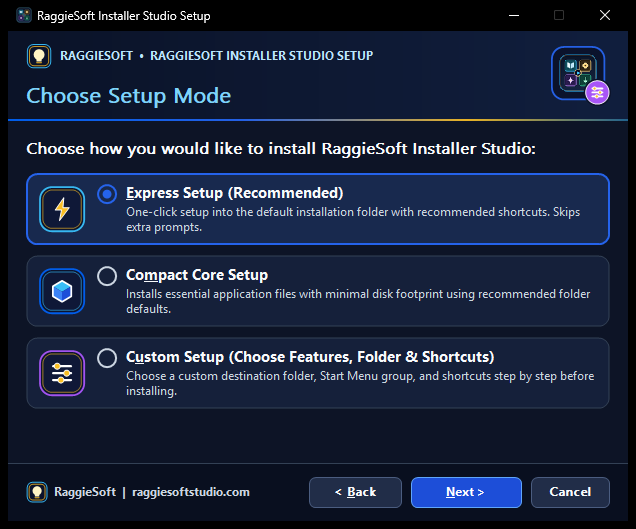 RaggieSoft Installer Studio Setup
RAGGIESOFT • RAGGIESOFT INSTALLER STUDIO SETUP
Choose Setup Mode
Choose how you would like to install RaggieSoft Installer Studio:
Express Setup (Recommended)
One-click setup into the default installation folder with recommended shortcuts. Skips
extra prompts.
Compact Core Setup
Installs essential application files with minimal disk footprint using recommended folder
defaults.
Custom Setup (Choose Features, Folder & Shortcuts)
Choose a custom destination folder, Start Menu group, and shortcuts step by step before
installing.
RaggieSoft | raggiesoftstudio.com
< Back
Next >
Cancel